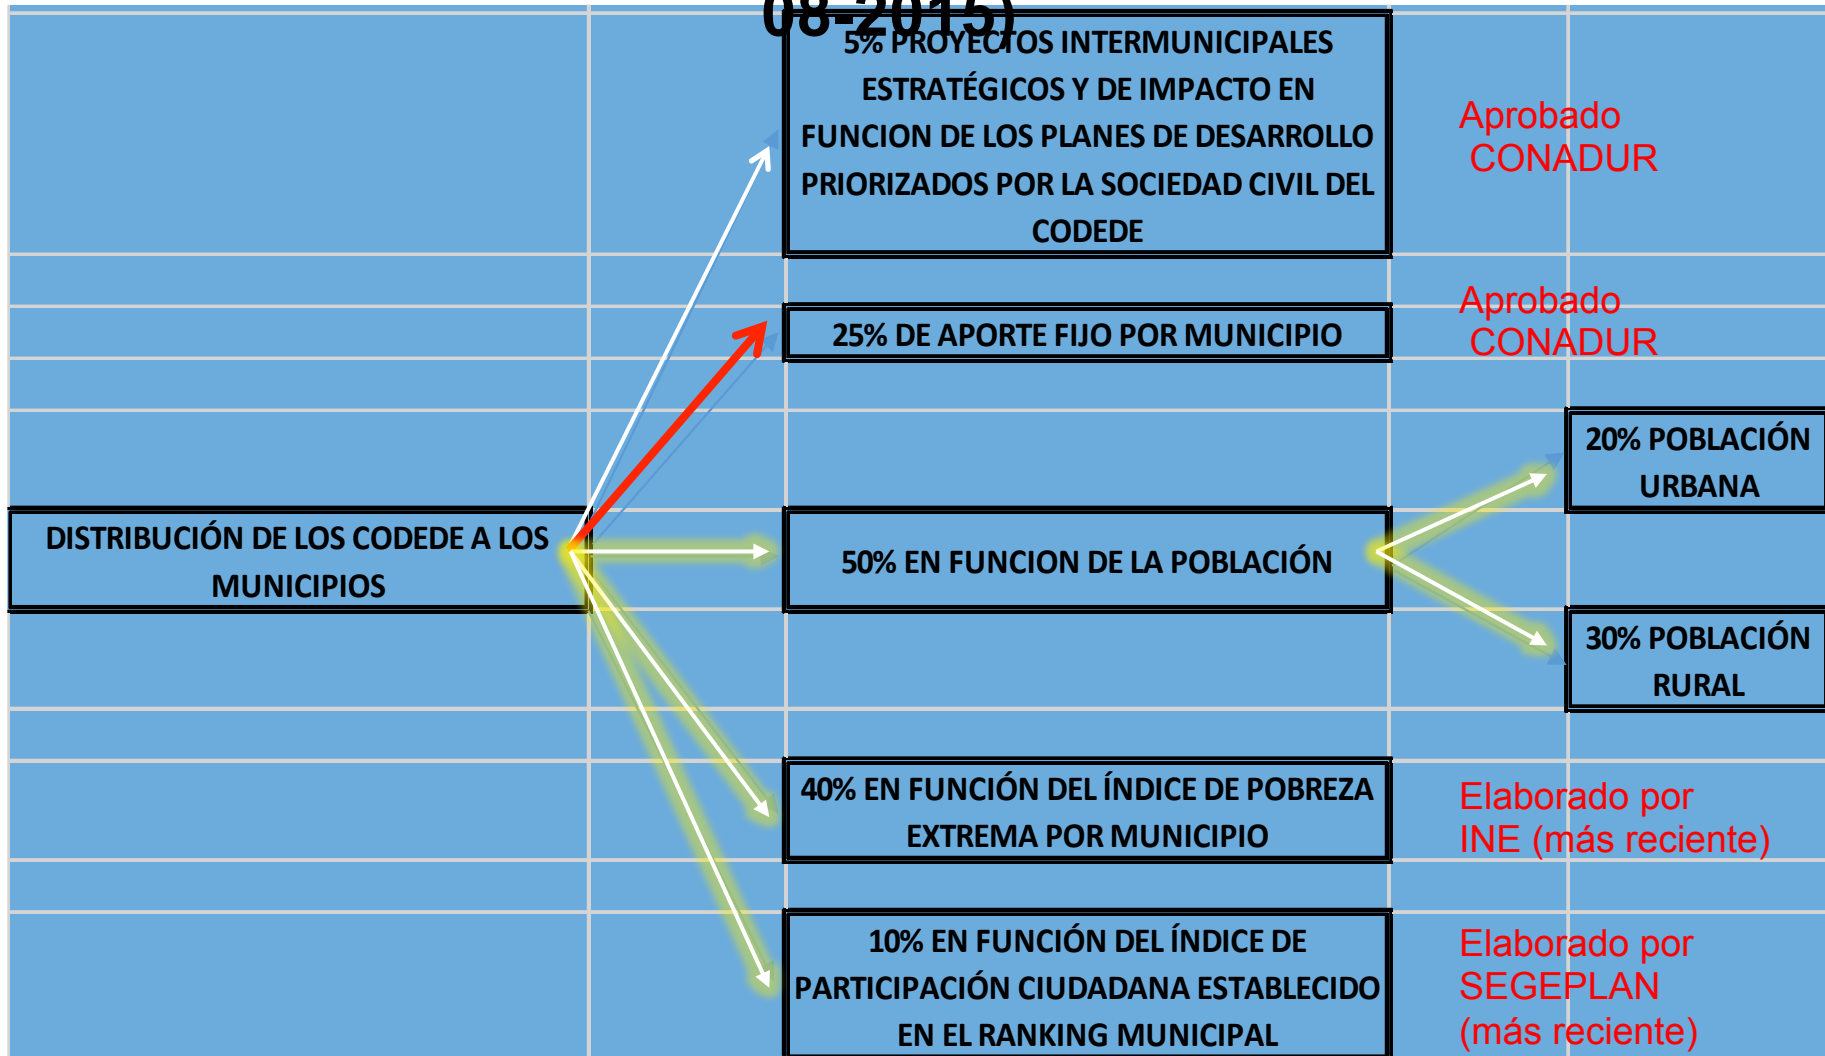 08-2015)
5% PROYECTOS INTERMUNICIPALES
ESTRATÉGICOS Y DE IMPACTO EN
FUNCION DE LOS PLANES DE DESARROLLO
PRIORIZADOS POR LA SOCIEDAD CIVIL DEL
CODEDE
Aprobado
CONADUR
25% DE APORTE FIJO POR MUNICIPIO
Aprobado
CONADUR
DISTRIBUCIÓN DE LOS CODEDE A LOS
MUNICIPIOS
50% EN FUNCION DE LA POBLACIÓN
20% POBLACIÓN
URBANA
30% POBLACIÓN
RURAL
40% EN FUNCIÓN DEL ÍNDICE DE POBREZA
EXTREMA POR MUNICIPIO
Elaborado por
INE (más reciente)
10% EN FUNCIÓN DEL ÍNDICE DE
PARTICIPACIÓN CIUDADANA ESTABLECIDO
EN EL RANKING MUNICIPAL
Elaborado por
SEGEPLAN
(más reciente)